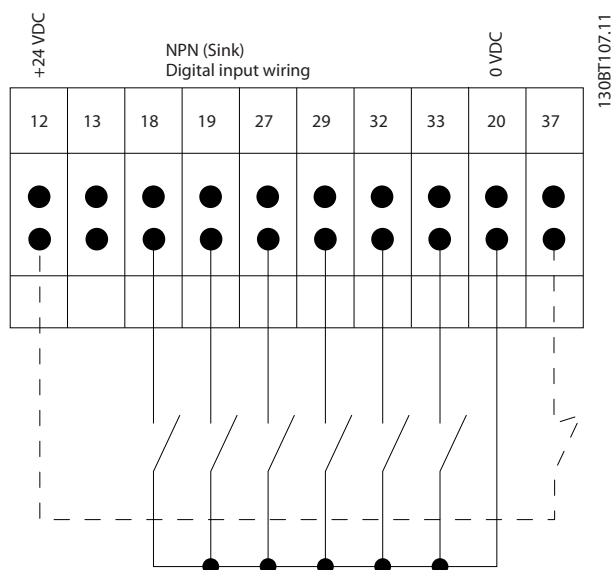 +24 VDC
NPN (Sink)
Digital input wiring
0 VDC
130BT107.11
12 13 18 19 27 29 32 33 20 37